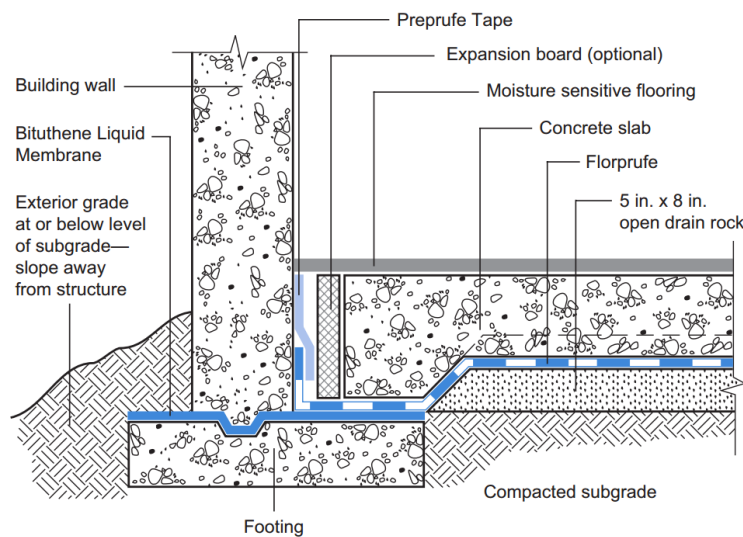 Preprufe Tape
Expansion board (optional)
Building wall
Moisture sensitive flooring
Bituthene Liquid
Membrane
Concrete slab
Florprufe
Exterior grade
at or below level
of subgrade—
slope away
from structure
5 in. x 8 in.
open drain rock
Compacted subgrade
Footing